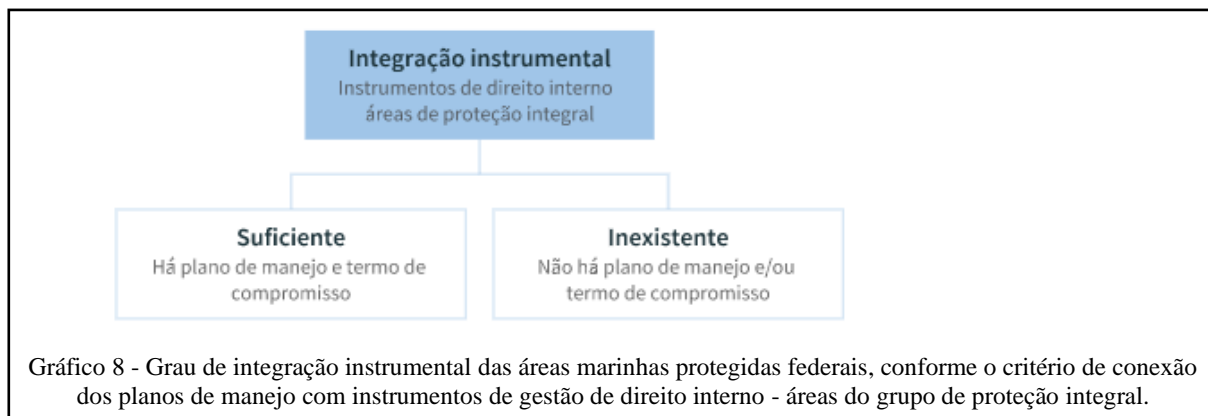 Integração instrumental
Instrumentos de direito interno
áreas de proteção integral
Suficiente
Há plano de manejo e termo de
compromisso
Inexistente
Não há plano de manejo e/ou
termo de compromisso
Gráfico 8 - Grau de integração instrumental das áreas marinhas protegidas federais, conforme o critério de conexão
dos planos de manejo com instrumentos de gestão de direito interno - áreas do grupo de proteção integral.